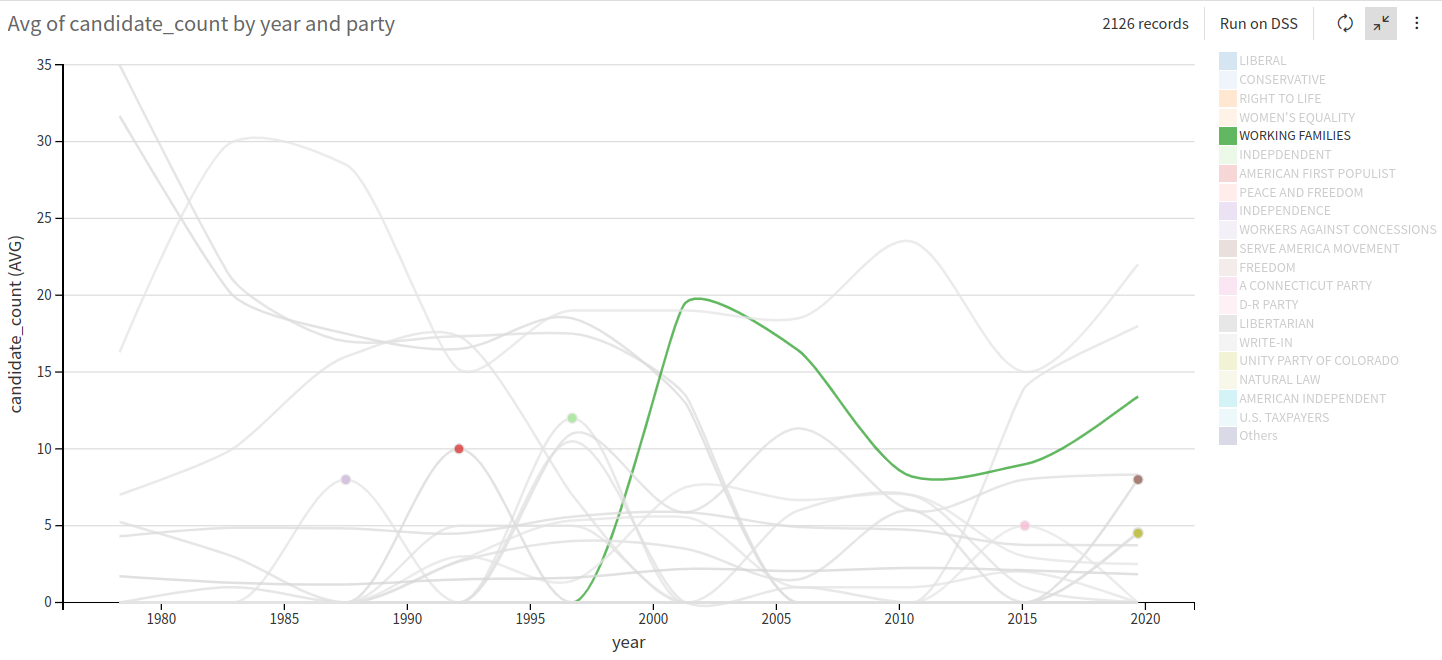 Avg of candidate_count by year and party
2126 records
Run on DSS
35
30
25
20
15
10
5
0
candidate_count (AVG)
1980
1985
1990
1995
2000
2005
2010
2015
2020
year
LIBERAL
CONSERVATIVE
RIGHT TO LIFE
WOMEN'S EQUALITY
WORKING FAMILIES
INDEPDENDENT
AMERICAN FIRST POPULIST
PEACE AND FREEDOM
INDEPENDENCE
WORKERS AGAINST CONCESSIONS
SERVE AMERICA MOVEMENT
FREEDOM
A CONNECTICUT PARTY
D-R PARTY
LIBERTARIAN
WRITE-IN
UNITY PARTY OF COLORADO
NATURAL LAW
AMERICAN INDEPENDENT
U.S. TAXPAYERS
Others